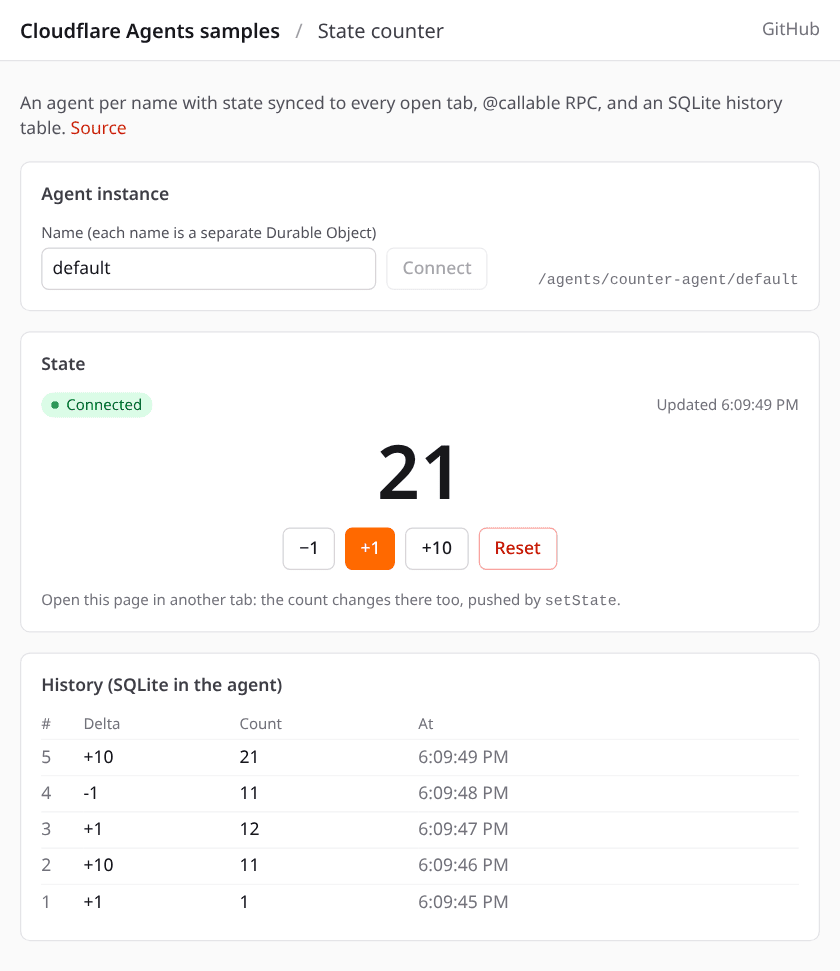 Cloudflare Agents samples / State counter
GitHub
An agent per name with state synced to every open tab, @callable RPC, and an SQLite history
table. Source
Agent instance
Name (each name is a separate Durable Object)
default
Connect
/agents/counter-agent/default
State
Connected
Updated 6:09:49 PM
21
−1
+1
+10
Reset
Open this page in another tab: the count changes there too, pushed by setState.
History (SQLite in the agent)
# Delta Count At
5 +10 21 6:09:49 PM
4 -1 11 6:09:48 PM
3 +1 12 6:09:47 PM
2 +10 11 6:09:46 PM
1 +1 1 6:09:45 PM